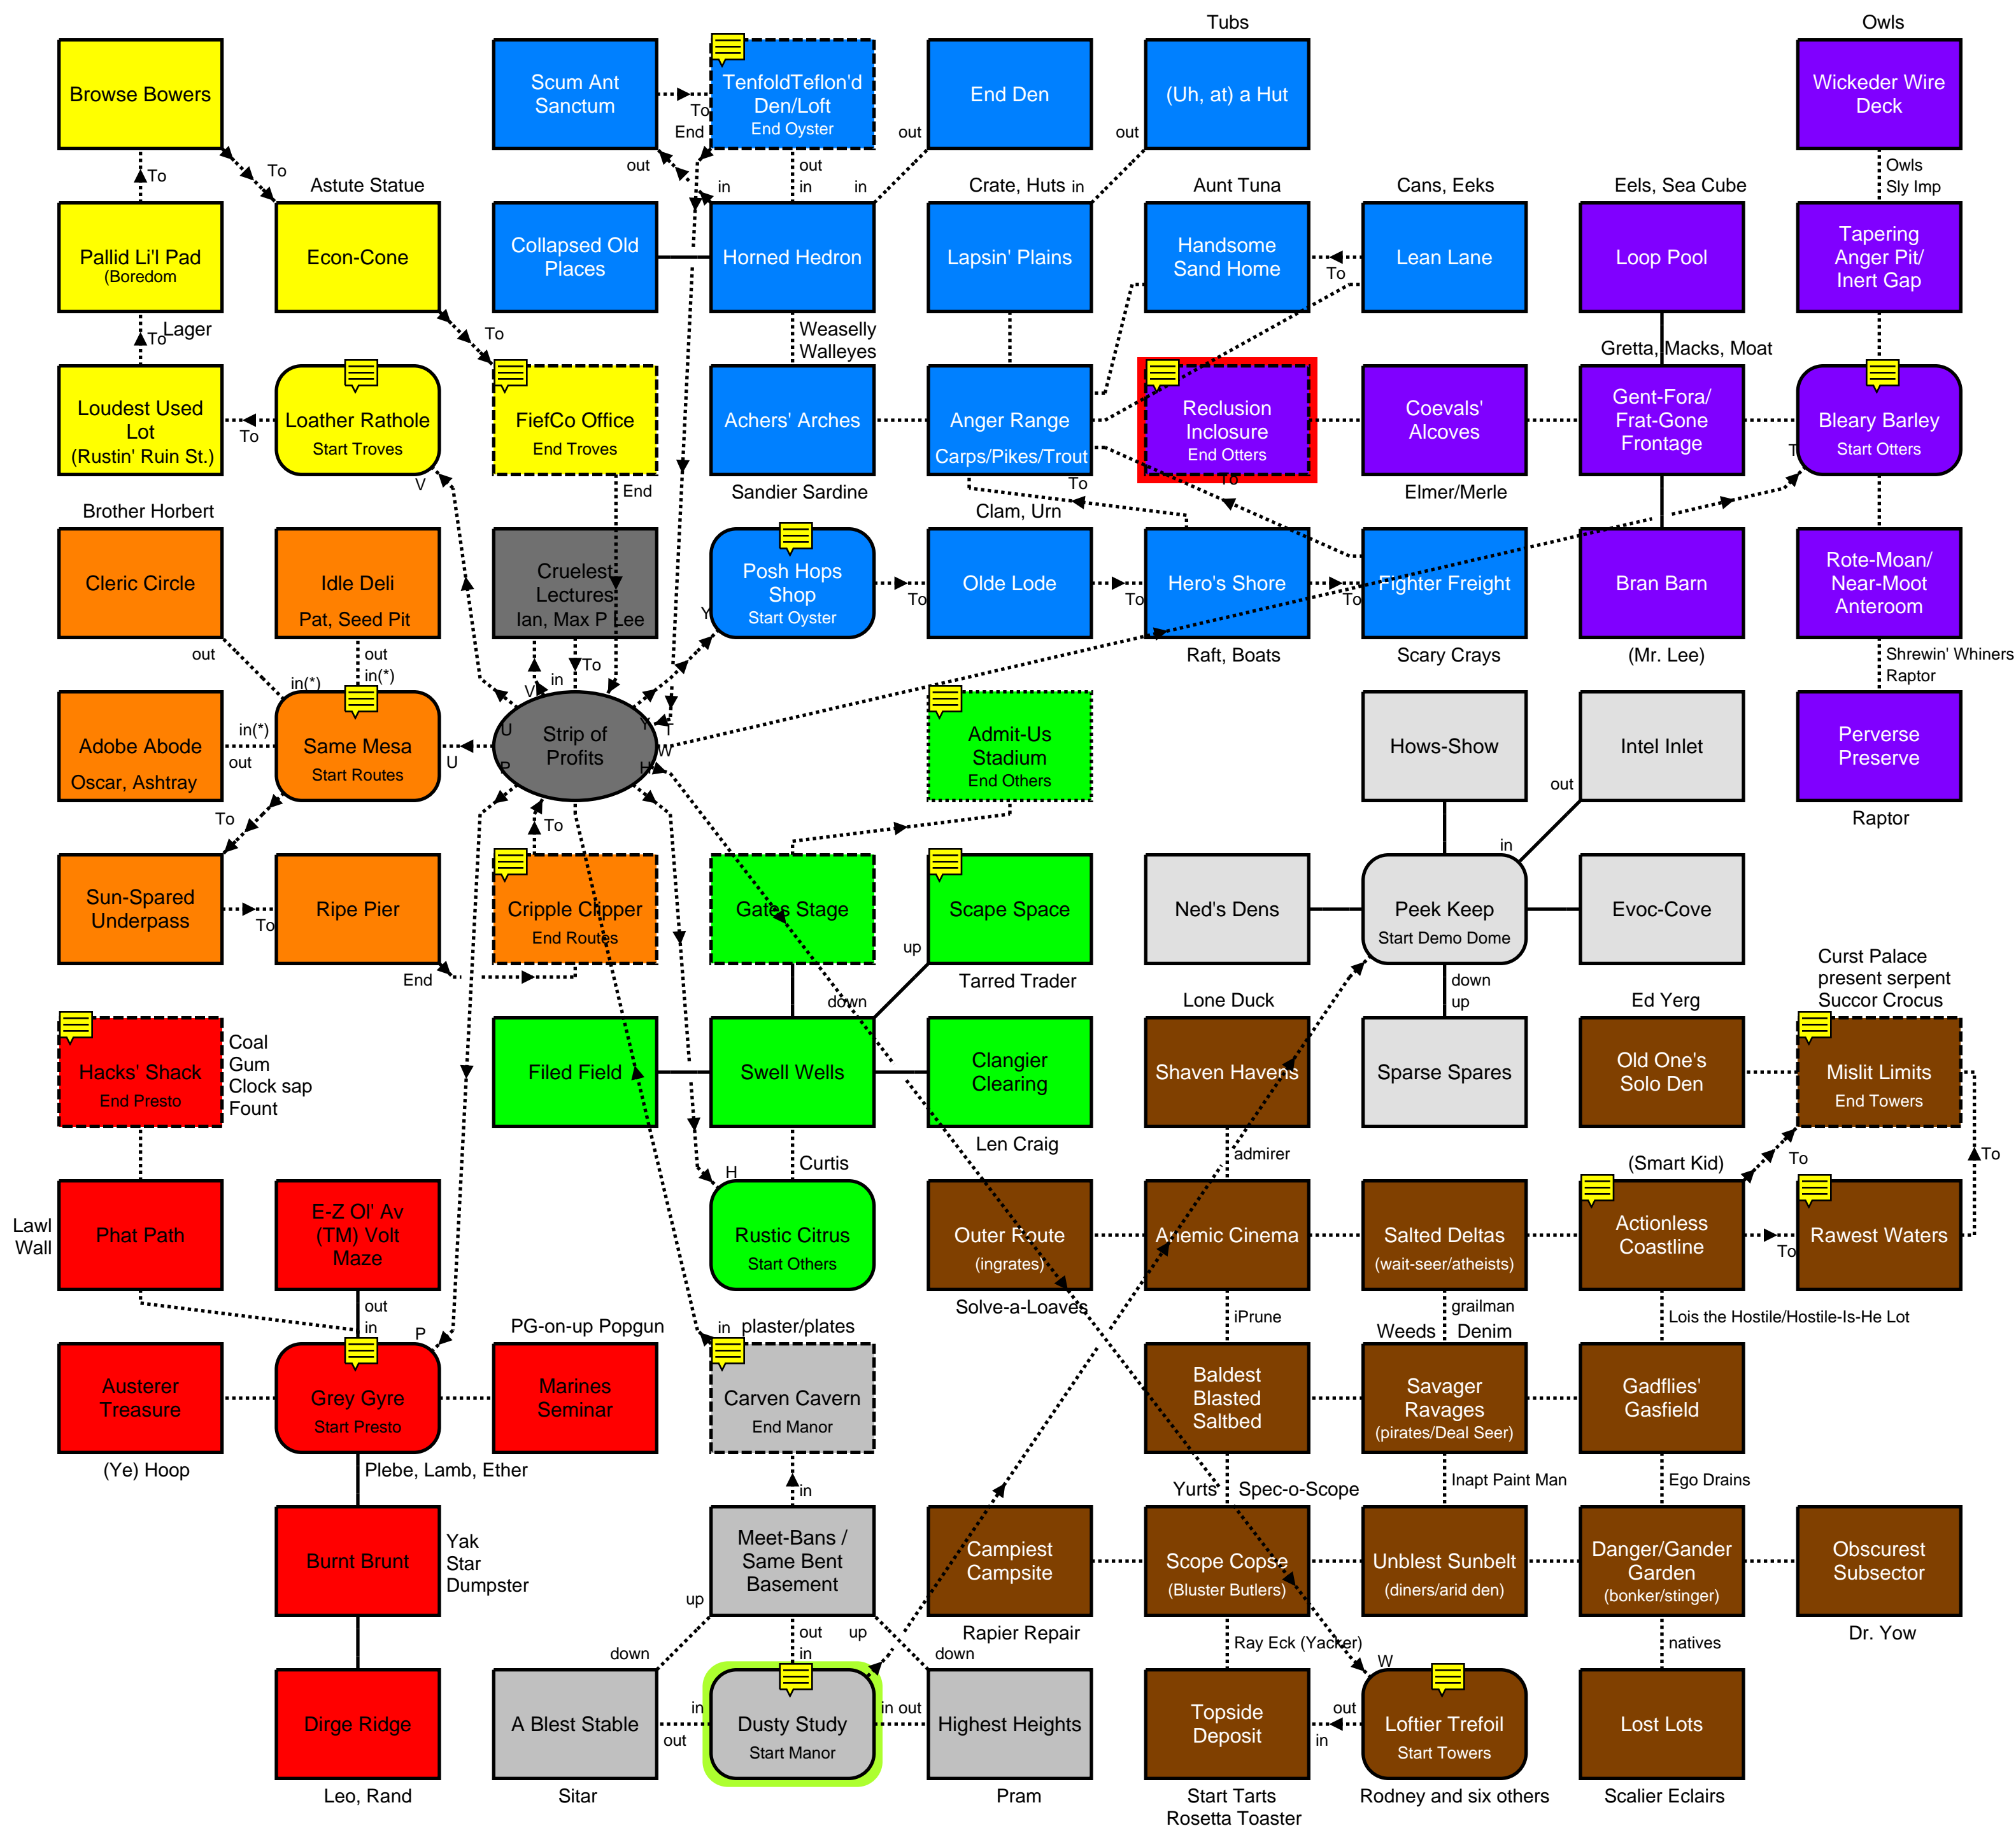 Tubs
Owls
Browse Bowers
Scum Ant
Sanctum
To
TenfoldTeflon'd
Den/Loft
End Oyster
End Den
(Uh, at) a Hut
Wickeder Wire
Deck
To
To
End
out
out
in
in
out
in
out
Owls
Sly Imp
Astute Statue
Crate, Huts
in
Aunt Tuna
Cans, Eeks
Eels, Sea Cube
Pallid Li'l Pad
(Boredom
Econ-Cone
Collapsed Old
Places
Horned Hedron
Lapsin' Plains
Handsome
Sand Home
To
Lean Lane
Loop Pool
Tapering
Anger Pit/
Inert Gap
To
Lager
To
Weaselly
Walleyes
Gretta, Macks, Moat
Loudest Used
Lot
(Rustin' Ruin St.)
To
Loather Rathole
Start Troves
FiefCo Office
End Troves
Achers' Arches
Anger Range
Carps/Pikes/Trout
Reclusion
Inclosure
End Otters
Coevals'
Alcoves
Gent-Fora/
Frat-Gone
Frontage
T
Bleary Barley
Start Otters
V
End
Sandier Sardine
To
To
Elmer/Merle
Brother Horbert
Clam, Urn
Cleric Circle
Idle Deli
Pat, Seed Pit
Cruelest
Lectures
Ian, Max P Lee
Y
Posh Hops
Shop
Start Oyster
To
Olde Lode
To
Hero's Shore
To
Fighter Freight
Bran Barn
Rote-Moan/
Near-Moot
Anteroom
out
in(*)
out
in(*)
V
in
To
Raft, Boats
Scary Crays
(Mr. Lee)
Shrewin' Whiners
Raptor
Adobe Abode
Oscar, Ashtray
in(*)
out
Same Mesa
Start Routes
U
U
P
Strip of
Profits
Y
T
W
H
Admit-Us
Stadium
End Others
Hows-Show
Intel Inlet
Perverse
Preserve
To
To
out
in
Raptor
Sun-Spared
Underpass
To
Ripe Pier
Cripple Clipper
End Routes
Gates Stage
Scape Space
Ned's Dens
Peek Keep
Start Demo Dome
Evoc-Cove
End
up
down
Tarred Trader
Lone Duck
down
up
Ed Yerg
Curst Palace
present serpent
Succor Crocus
Hacks' Shack
End Presto
Coal
Gum
Clock sap
Fount
Filed Field
Swell Wells
Clangier
Clearing
Shaven Havens
Sparse Spares
Old One's
Solo Den
Mislit Limits
End Towers
H
Curtis
Len Craig
admirer
(Smart Kid)
To
To
Lawl
Wall
Phat Path
E-Z Ol' Av
(TM) Volt
Maze
Rustic Citrus
Start Others
Outer Route
(ingrates)
Anemic Cinema
Salted Deltas
(wait-seer/atheists)
Actionless
Coastline
To
Rawest Waters
out
in
P
PG-on-up Popgun
in
plaster/plates
Solve-a-Loaves
iPrune
grailman
Weeds
Denim
Lois the Hostile/Hostile-Is-He Lot
Austerer
Treasure
Grey Gyre
Start Presto
Marines
Seminar
Carven Cavern
End Manor
Baldest
Blasted
Saltbed
Savager
Ravages
(pirates/Deal Seer)
Gadflies'
Gasfield
(Ye) Hoop
Plebe, Lamb, Ether
in
Yurts
Spec-o-Scope
Inapt Paint Man
Ego Drains
Burnt Brunt
Yak
Star
Dumpster
Meet-Bans /
Same Bent
Basement
Campiest
Campsite
Scope Copse
(Bluster Butlers)
Unblest Sunbelt
(diners/arid den)
Danger/Gander
Garden
(bonker/stinger)
Obscurest
Subsector
up
down
out
in
up
down
Rapier Repair
Ray Eck (Yacker)
W
natives
Dr. Yow
Dirge Ridge
A Blest Stable
in
out
Dusty Study
Start Manor
in out
Highest Heights
Topside
Deposit
out
in
Loftier Trefoil
Start Towers
Lost Lots
Leo, Rand
Sitar
Pram
Start Tarts
Rosetta Toaster
Rodney and six others
Scalier Eclairs